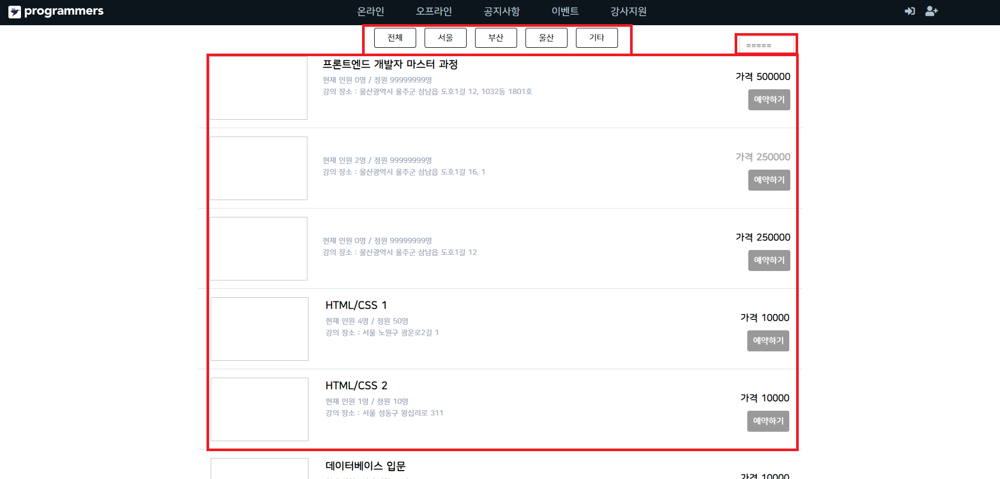 programmers
온라인 오프라인 공지사항 이벤트 강사지원
전체 서울 부산 울산 기타
=====
프론트엔드 개발자 마스터 과정
현재 인원 0명 / 정원 99999999명
강의 장소 : 울산광역시 울주군 삼남읍 도호1길 12, 1032동 1801호
가격 500000
예약하기
현재 인원 2명 / 정원 99999999명
강의 장소 : 울산광역시 울주군 삼남읍 도호1길 16, 1
가격 250000
예약하기
현재 인원 0명 / 정원 99999999명
강의 장소 : 울산광역시 울주군 삼남읍 도호1길 12
가격 250000
예약하기
HTML/CSS 1
현재 인원 4명 / 정원 50명
강의 장소 : 서울 노원구 광운로2길 1
가격 10000
예약하기
HTML/CSS 2
현재 인원 1명 / 정원 10명
강의 장소 : 서울 성동구 왕십리로 311
가격 10000
예약하기
데이터베이스 입문
가격 10000